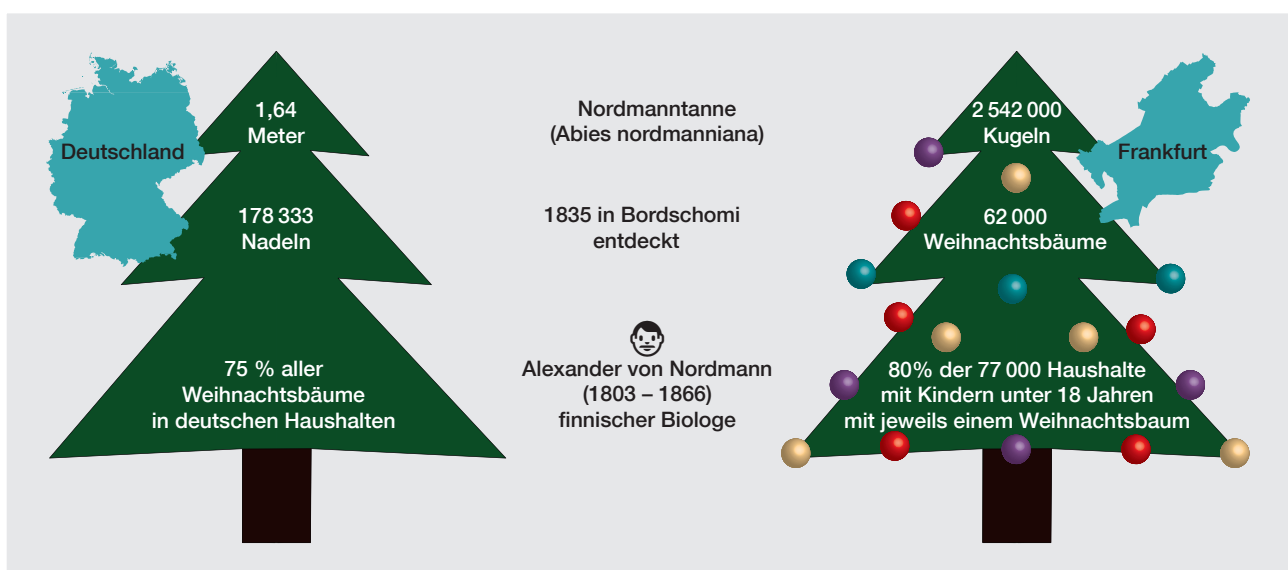 Deutschland
1,64
Meter
178 333
Nadeln
75 % aller
Weihnachtsbäume
in deutschen Haushalten
Nordmanntanne
(Abies nordmanniana)
1835 in Bordschomi
entdeckt
Alexander von Nordmann
(1803 – 1866)
finnischer Biologe
2 542 000
Kugeln
Frankfurt
62 000
Weihnachtsbäume
80% der 77 000 Haushalte
mit Kindern unter 18 Jahren
mit jeweils einem Weihnachtsbaum